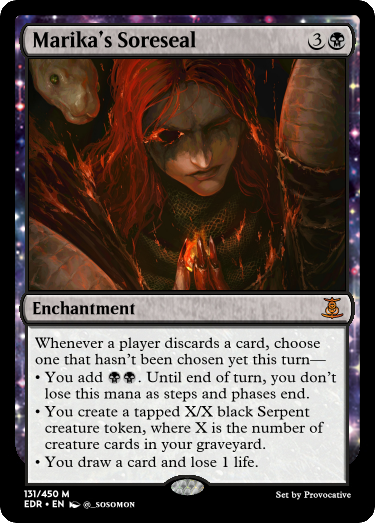 Marika's Soreseal 3
Enchantment
Whenever a player discards a card, choose
one that hasn't been chosen yet this turn—
• You add . Until end of turn, you don't
lose this mana as steps and phases end.
• You create a tapped X/X black Serpent
creature token, where X is the number of
creature cards in your graveyard.
• You draw a card and lose 1 life.
131/450 M
EDR • EN @_SOSOMON Set by Provocative